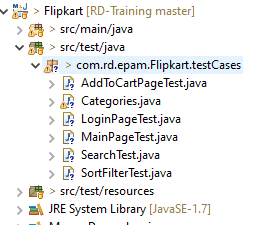 Flipkart [RD-Training master]
src/main/java
src/test/java
> com.rd.epam.Flipkart.testCases
AddToCartPageTest.java
Categories.java
LoginPageTest.java
MainPageTest.java
SearchTest.java
SortFilterTest.java
src/test/resources
JRE System Library [JavaSE-1.7]